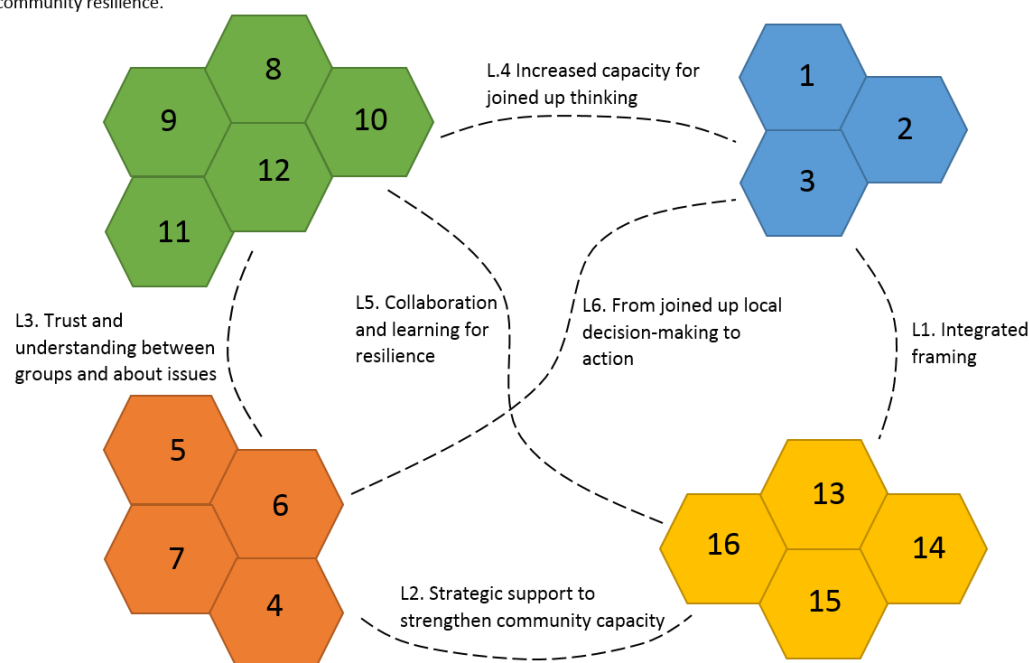 community resilience.
8
9
10
12
11
L.4 Increased capacity for
joined up thinking
1
2
3
L3. Trust and
understanding between
groups and about issues
L5. Collaboration
and learning for
resilience
L6. From joined up local
decision-making to
action
L1. Integrated
framing
5
6
7
4
L2. Strategic support to
strengthen community capacity
13
16
14
15